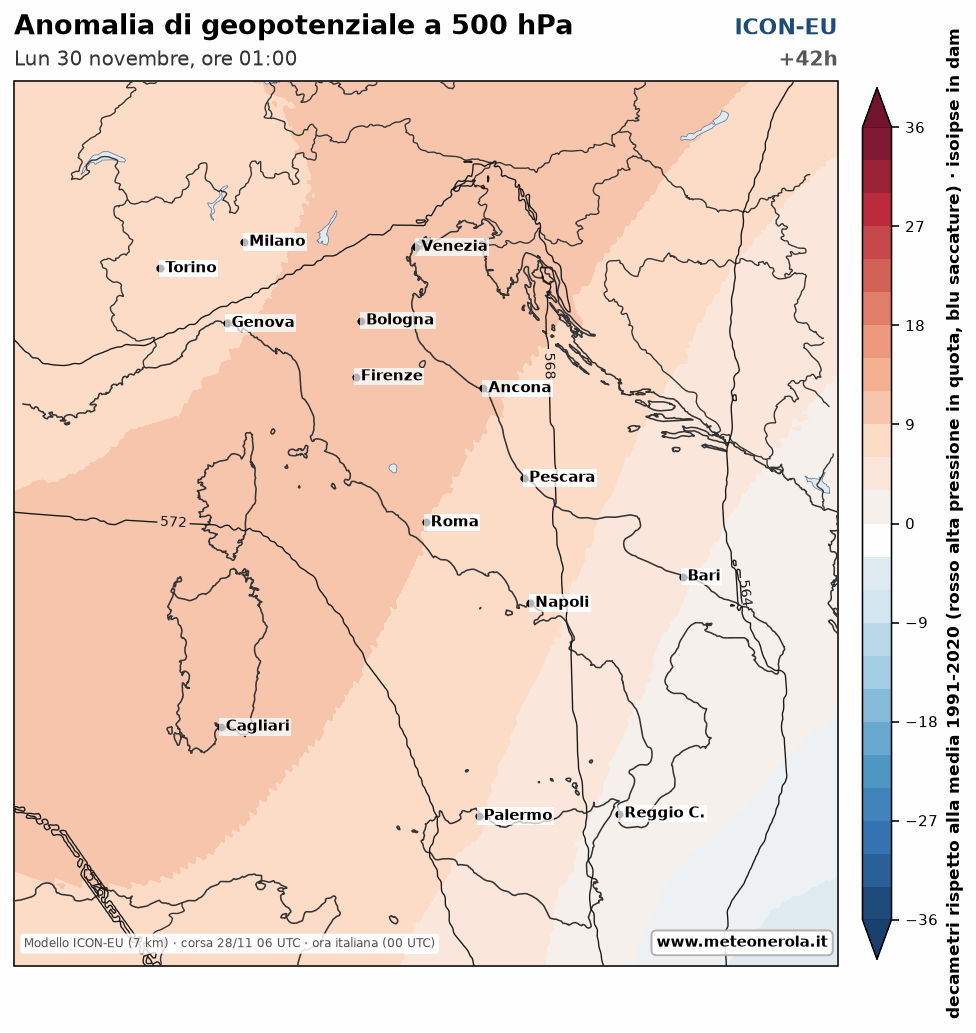 Anomalia di geopotenziale a 500 hPa
ICON-EU
Lun 30 novembre, ore 01:00
+42h
Milano
Torino
Venezia
Genova
Bologna
Firenze
Ancona
568
Pescara
572
Roma
Bari
564
Napoli
Cagliari
Palermo
Reggio C.
Modello ICON-EU (7 km) · corsa 28/11 06 UTC · ora italiana (00 UTC)
www.meteonerola.it
36
27
18
9
0
−9
−18
−27
−36
decametri rispetto alla media 1991-2020 (rosso alta pressione in quota, blu saccature) · isoipse in dam